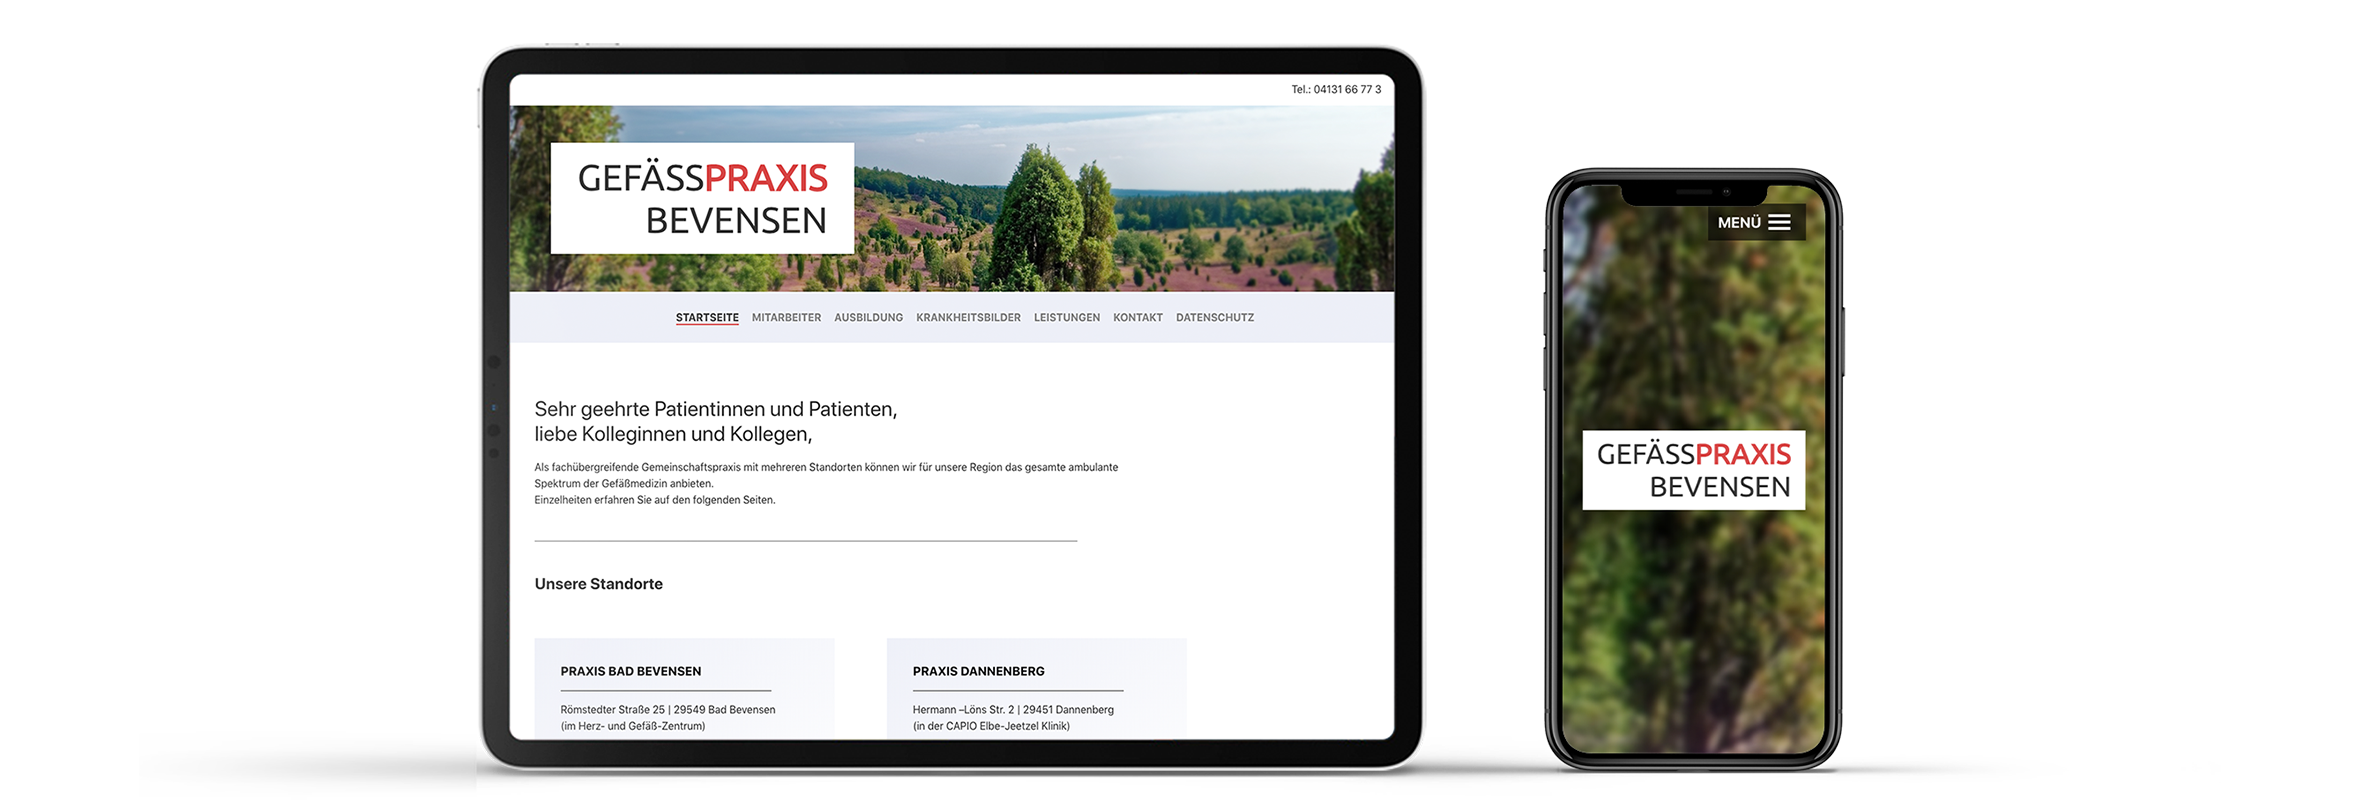 Tel.: 04131 66 77 3
GEFÄSSPRAXIS
BEVENSEN
STARTSEITE MITARBEITER AUSBILDUNG KRANKHEITSBILDER LEISTUNGEN KONTAKT DATENSCHUTZ
Sehr geehrte Patientinnen und Patienten,
liebe Kolleginnen und Kollegen,
Als fachübergreifende Gemeinschaftspraxis mit mehreren Standorten können wir für unsere Region das gesamte ambulante
Spektrum der Gefäßmedizin anbieten.
Einzelheiten erfahren Sie auf den folgenden Seiten.
Unsere Standorte
PRAXIS BAD BEVENSEN
Römstedter Straße 25 | 29549 Bad Bevensen
(im Herz- und Gefäß-Zentrum)
PRAXIS DANNENBERG
Hermann –Löns Str. 2 | 29451 Dannenberg
(in der CAPIO Elbe-Jeetzel Klinik)
MENÜ
GEFÄSSPRAXIS
BEVENSEN